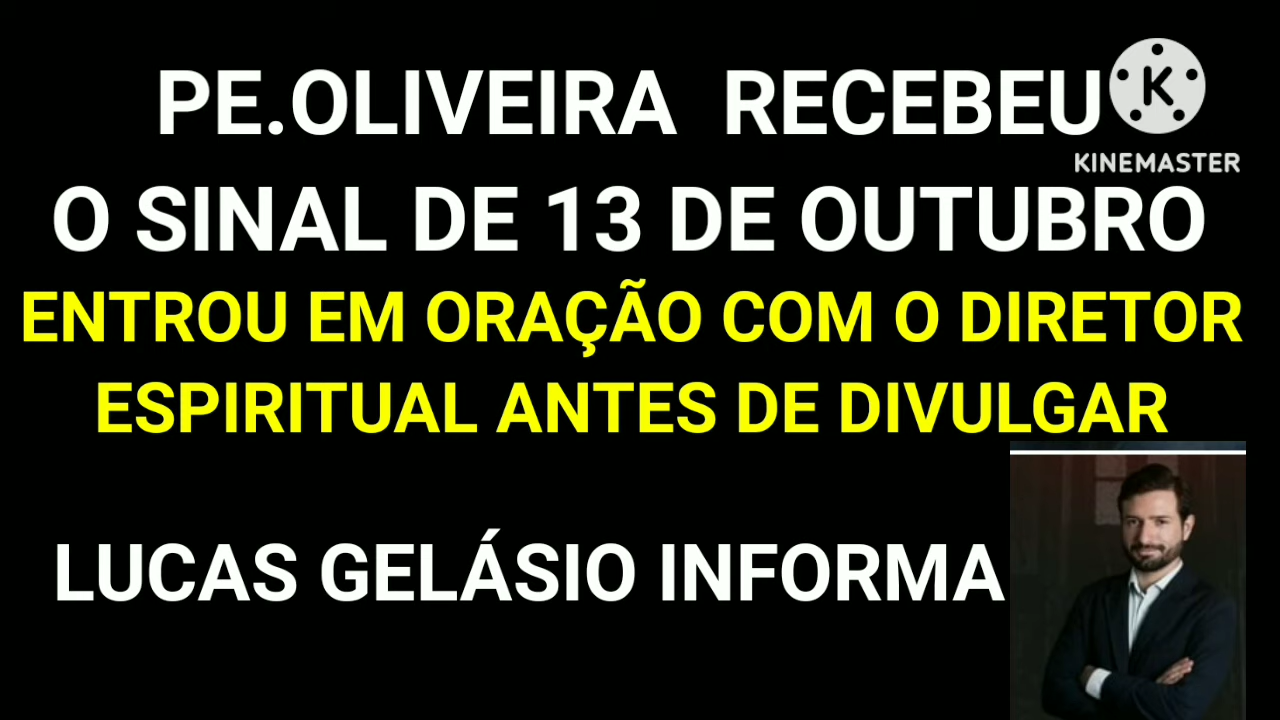 PE.OLIVEIRA RECEBEU
KINEMASTER
O SINAL DE 13 DE OUTUBRO
ENTROU EM ORAÇÃO COM O DIRETOR
ESPIRITUAL ANTES DE DIVULGAR
LUCAS GELÁSIO INFORMA